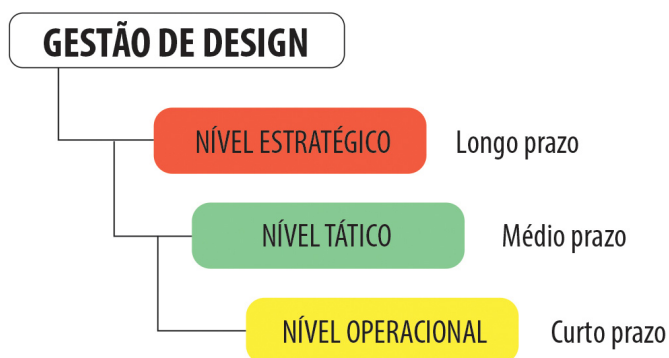 GESTÃO DE DESIGN
NÍVEL ESTRATÉGICO Longo prazo
NÍVEL TÁTICO Médio prazo
NÍVEL OPERACIONAL Curto prazo